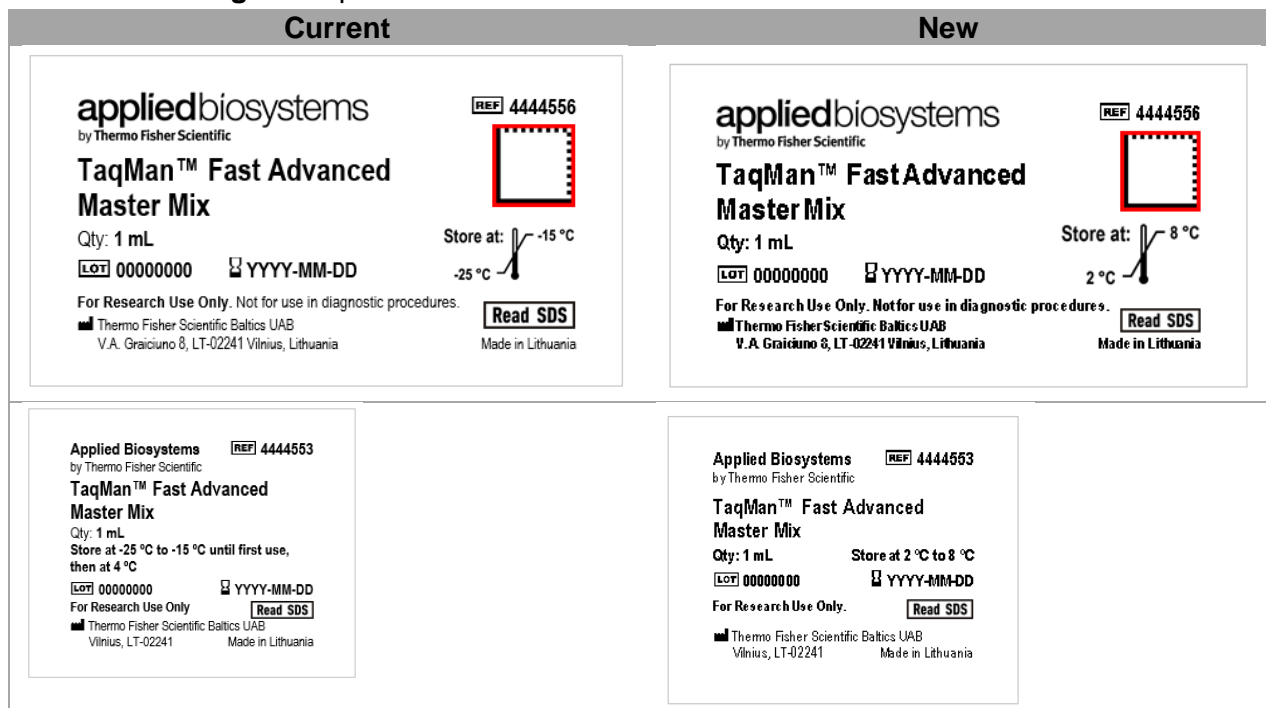 Current New
appliedbiosystems REF 4444556
by Thermo Fisher Scientific
TaqMan™ Fast Advanced
Master Mix
Qty: 1 mL
Store at: -15 °C
-25 °C
LOT 00000000 YYYY-MM-DD
For Research Use Only. Not for use in diagnostic procedures.
Read SDS
Thermo Fisher Scientific Baltics UAB
V.A. Graiciuno 8, LT-02241 Vilnius, Lithuania Made in Lithuania
appliedbiosystems REF 4444556
by Thermo Fisher Scientific
TaqMan™ Fast Advanced
Master Mix
Qty: 1 mL
Store at: 8 °C
2 °C
LOT 00000000 YYYY-MM-DD
For Research Use Only. Not for use in diagnostic procedures.
Read SDS
Thermo Fisher Scientific Baltics UAB
V.A. Graiciuno 8, LT-02241 Vilnius, Lithuania Made in Lithuania
Applied Biosystems REF 4444553
by Thermo Fisher Scientific
TaqMan™ Fast Advanced
Master Mix
Qty: 1 mL
Store at -25 °C to -15 °C until first use,
then at 4 °C
LOT 00000000 YYYY-MM-DD
For Research Use Only Read SDS
Thermo Fisher Scientific Baltics UAB
Vilnius, LT-02241 Made in Lithuania
Applied Biosystems REF 4444553
by Thermo Fisher Scientific
TaqMan™ Fast Advanced
Master Mix
Qty: 1 mL Store at 2 °C to 8 °C
LOT 00000000 YYYY-MM-DD
For Research Use Only. Read SDS
Thermo Fisher Scientific Baltics UAB
Vilnius, LT-02241 Made in Lithuania